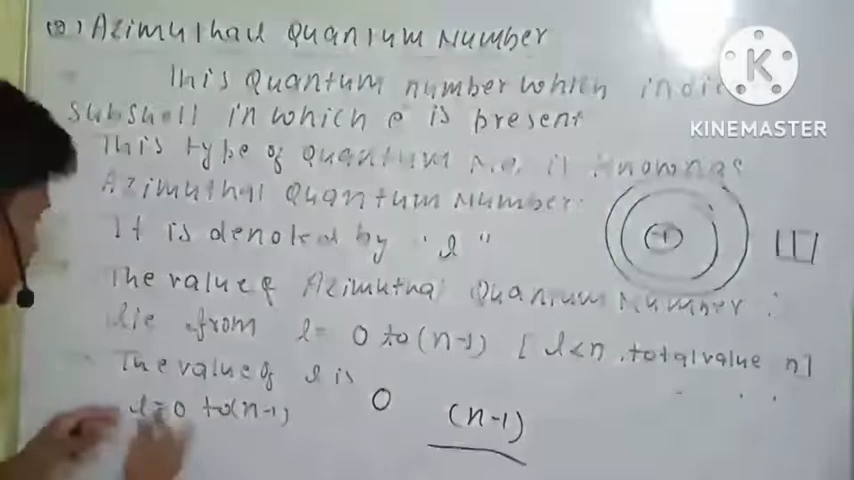 (2) Azimuthal Quantum Number
This Quantum number which indic
subshell in which e is present
This type of quantum n.o. is known as
Azimuthal Quantum Number.
It is denoted by "l"
The value of Azimuthal Quantum Number
lie from l = 0 to (n-1) [l<n, total value n]
The value of l is
l = 0 to (n-1)
0 (n-1)
K
KINEMASTER